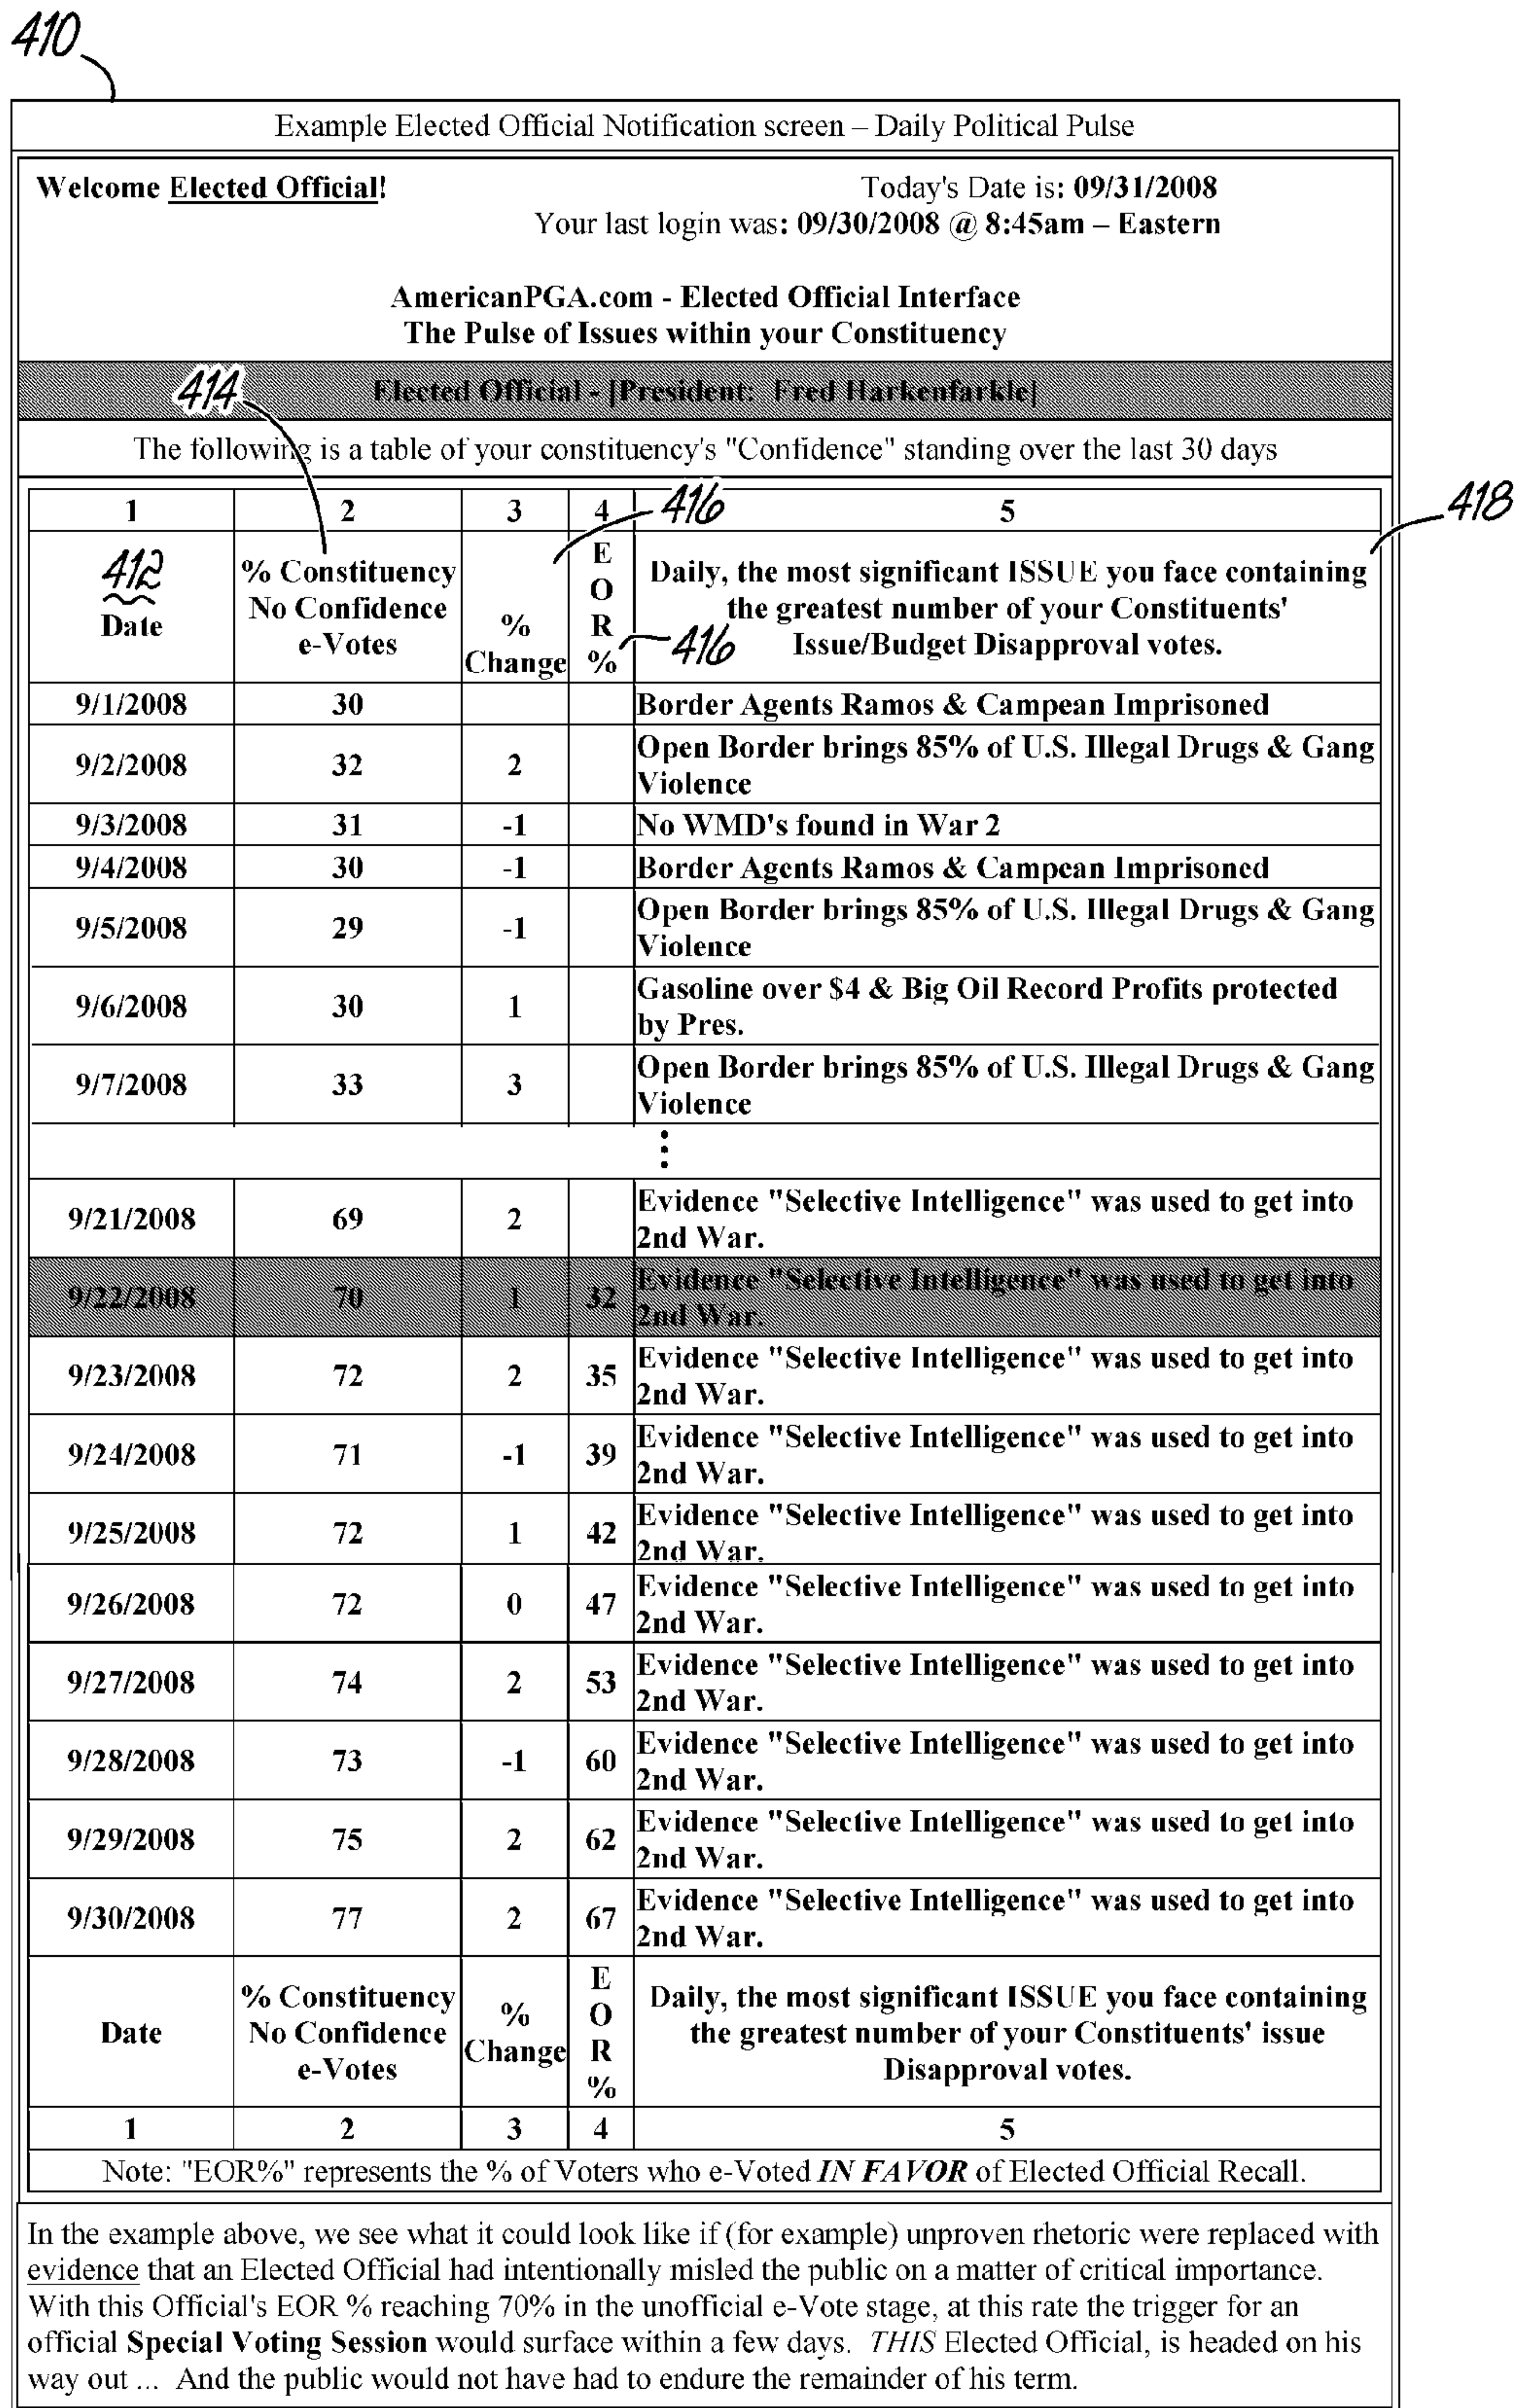 410
Example Elected Official Notification screen – Daily Political Pulse
Welcome Elected Official! Today's Date is: 09/31/2008
Your last login was: 09/30/2008 @ 8:45am – Eastern
AmericanPGA.com - Elected Official Interface
The Pulse of Issues within your Constituency
414 Elected Official - [President: Fred Harkenfarkle]
The following is a table of your constituency's "Confidence" standing over the last 30 days
1 2 3 4 416 5 418
412
Date
% Constituency
No Confidence
e-Votes
%
Change
E
O
R
%
416
Daily, the most significant ISSUE you face containing
the greatest number of your Constituents'
Issue/Budget Disapproval votes.
9/1/2008 30 Border Agents Ramos & Campean Imprisoned
9/2/2008 32 2 Open Border brings 85% of U.S. Illegal Drugs & Gang
Violence
9/3/2008 31 -1 No WMD's found in War 2
9/4/2008 30 -1 Border Agents Ramos & Campean Imprisoned
9/5/2008 29 -1 Open Border brings 85% of U.S. Illegal Drugs & Gang
Violence
9/6/2008 30 1 Gasoline over $4 & Big Oil Record Profits protected
by Pres.
9/7/2008 33 3 Open Border brings 85% of U.S. Illegal Drugs & Gang
Violence
⋮
9/21/2008 69 2 Evidence "Selective Intelligence" was used to get into
2nd War.
9/22/2008 70 1 32 Evidence "Selective Intelligence" was used to get into
2nd War.
9/23/2008 72 2 35 Evidence "Selective Intelligence" was used to get into
2nd War.
9/24/2008 71 -1 39 Evidence "Selective Intelligence" was used to get into
2nd War.
9/25/2008 72 1 42 Evidence "Selective Intelligence" was used to get into
2nd War.
9/26/2008 72 0 47 Evidence "Selective Intelligence" was used to get into
2nd War.
9/27/2008 74 2 53 Evidence "Selective Intelligence" was used to get into
2nd War.
9/28/2008 73 -1 60 Evidence "Selective Intelligence" was used to get into
2nd War.
9/29/2008 75 2 62 Evidence "Selective Intelligence" was used to get into
2nd War.
9/30/2008 77 2 67 Evidence "Selective Intelligence" was used to get into
2nd War.
Date
% Constituency
No Confidence
e-Votes
%
Change
E
O
R
%
Daily, the most significant ISSUE you face containing
the greatest number of your Constituents' issue
Disapproval votes.
1 2 3 4 5
Note: "EOR%" represents the % of Voters who e-Voted IN FAVOR of Elected Official Recall.
In the example above, we see what it could look like if (for example) unproven rhetoric were replaced with
evidence that an Elected Official had intentionally misled the public on a matter of critical importance.
With this Official's EOR % reaching 70% in the unofficial e-Vote stage, at this rate the trigger for an
official Special Voting Session would surface within a few days. THIS Elected Official, is headed on his
way out ... And the public would not have had to endure the remainder of his term.